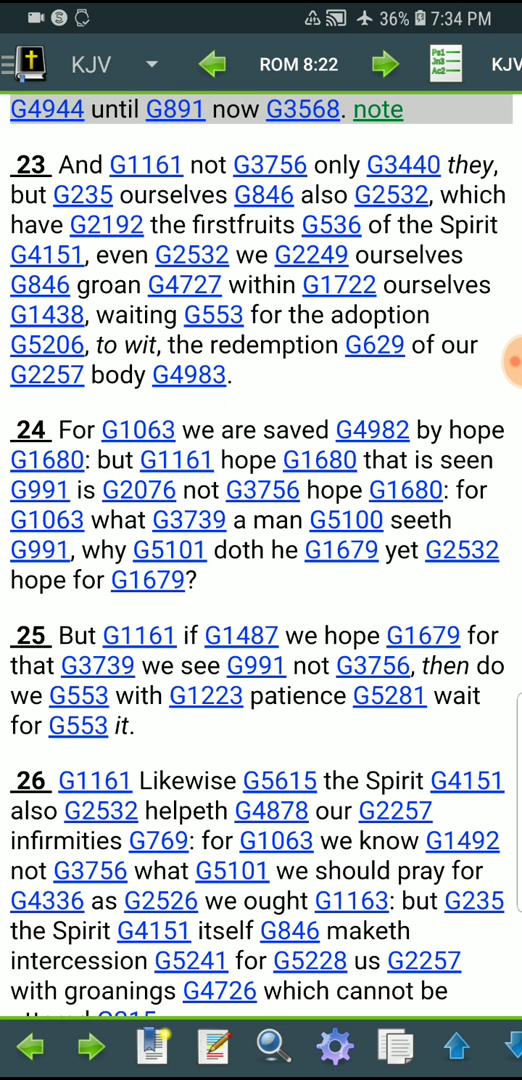 36% 7:34 PM
KJV ROM 8:22 KJV
G4944 until G891 now G3568. note
23 And G1161 not G3756 only G3440 they,
but G235 ourselves G846 also G2532, which
have G2192 the firstfruits G536 of the Spirit
G4151, even G2532 we G2249 ourselves
G846 groan G4727 within G1722 ourselves
G1438, waiting G553 for the adoption
G5206, to wit, the redemption G629 of our
G2257 body G4983.
24 For G1063 we are saved G4982 by hope
G1680: but G1161 hope G1680 that is seen
G991 is G2076 not G3756 hope G1680: for
G1063 what G3739 a man G5100 seeth
G991, why G5101 doth he G1679 yet G2532
hope for G1679?
25 But G1161 if G1487 we hope G1679 for
that G3739 we see G991 not G3756, then do
we G553 with G1223 patience G5281 wait
for G553 it.
26 G1161 Likewise G5615 the Spirit G4151
also G2532 helpeth G4878 our G2257
infirmities G769: for G1063 we know G1492
not G3756 what G5101 we should pray for
G4336 as G2526 we ought G1163: but G235
the Spirit G4151 itself G846 maketh
intercession G5241 for G5228 us G2257
with groanings G4726 which cannot be